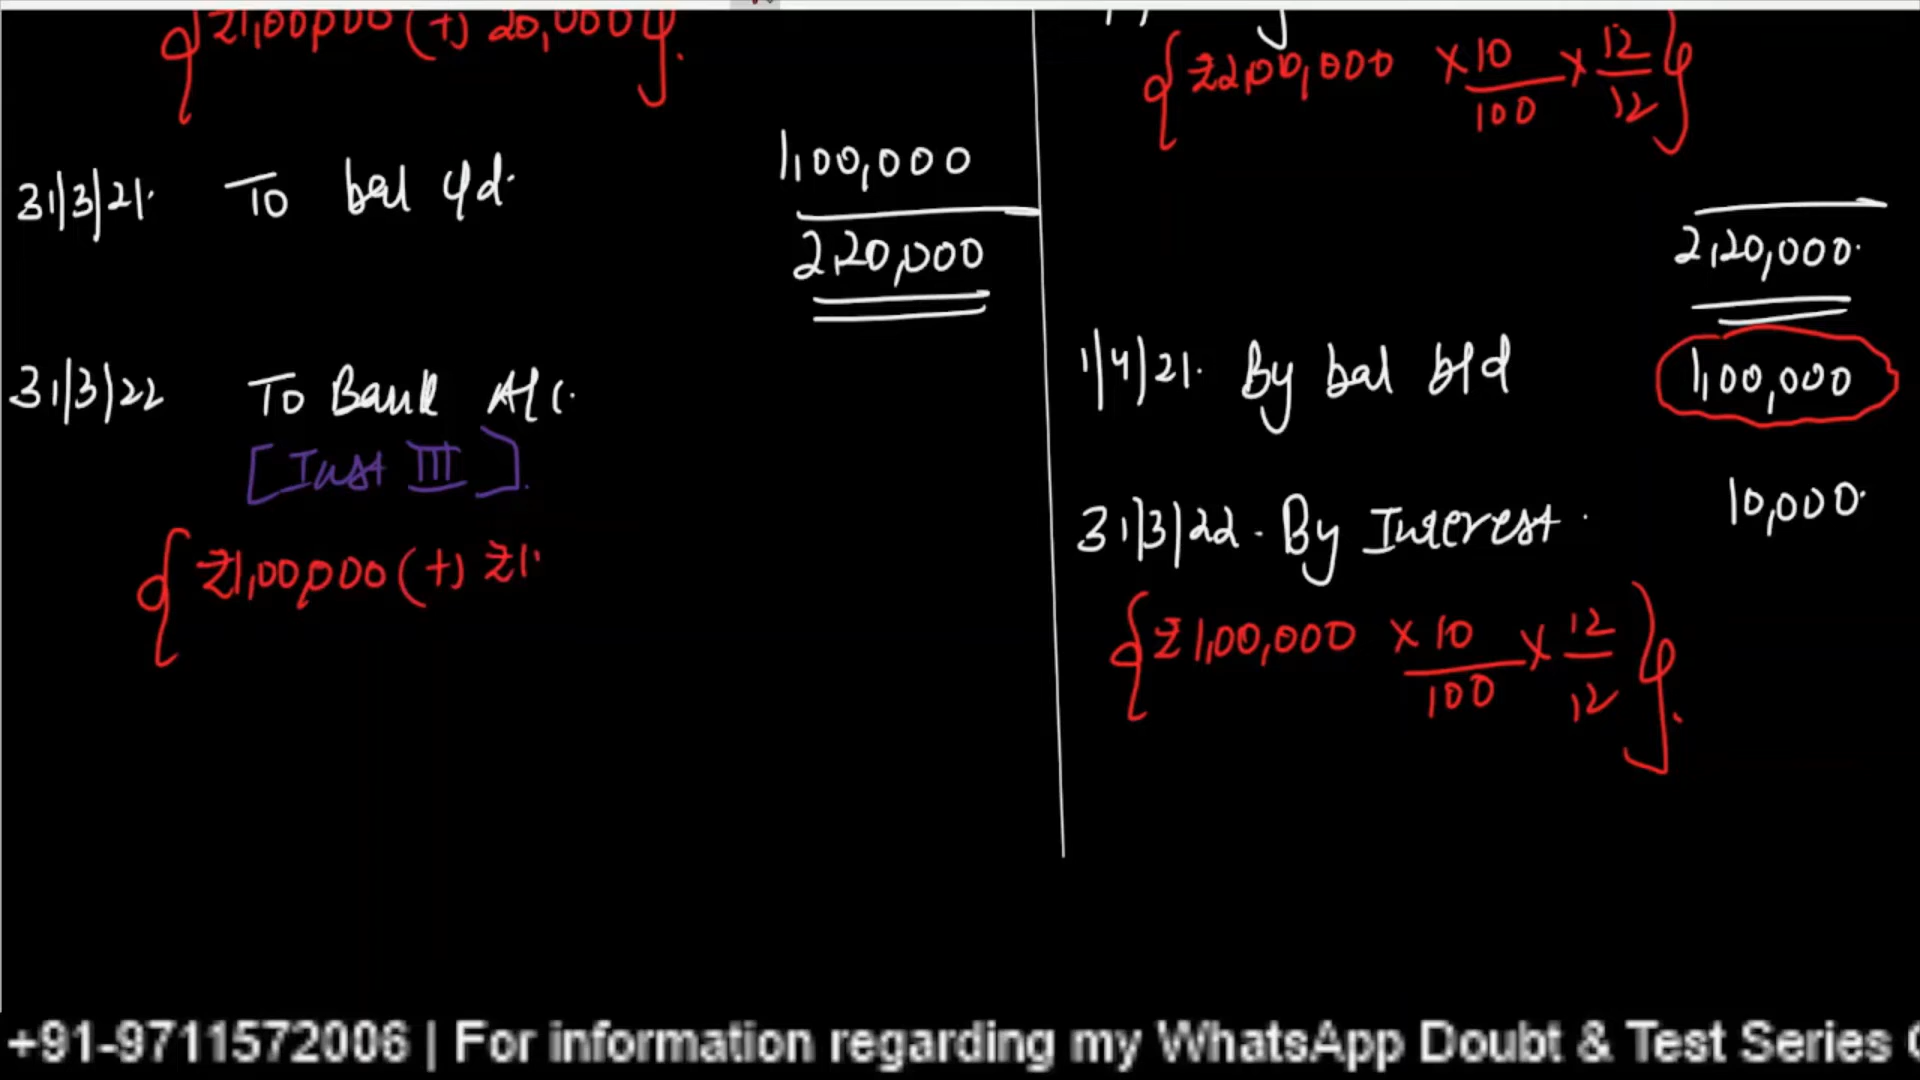 {₹1,00,000 (+) 20,000}.
31/3/21. To bal c/d. 1,00,000
2,20,000
31/3/22 To Bank A/c.
[Inst III].
{₹1,00,000 (+) ₹1
{₹2,00,000 × 10/100 × 12/12}
2,20,000.
1/4/21. By bal b/d 1,00,000
31/3/22. By Interest. 10,000.
{₹1,00,000 × 10/100 × 12/12}.
+91-9711572006 | For information regarding my WhatsApp Doubt & Test Series